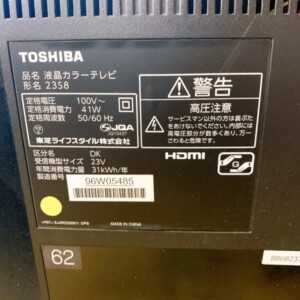 TOSHIBA
品名 液晶カラーテレビ
形名 23S8
定格電圧 100V~
定格消費電力 41W
定格周波数 50/60 Hz
JQA
東芝ライフスタイル株式会社
区分名 DK
受信機型サイズ 23V
年間消費電力量 31kWh/年
製造番号
96W05485
MADE IN CHINA
警告
高圧注意
サービスマン以外の方は裏ぶたをあけないでください。内部には高電圧部分が数多くあり、万一さわると危険です。
HDMI
G
62